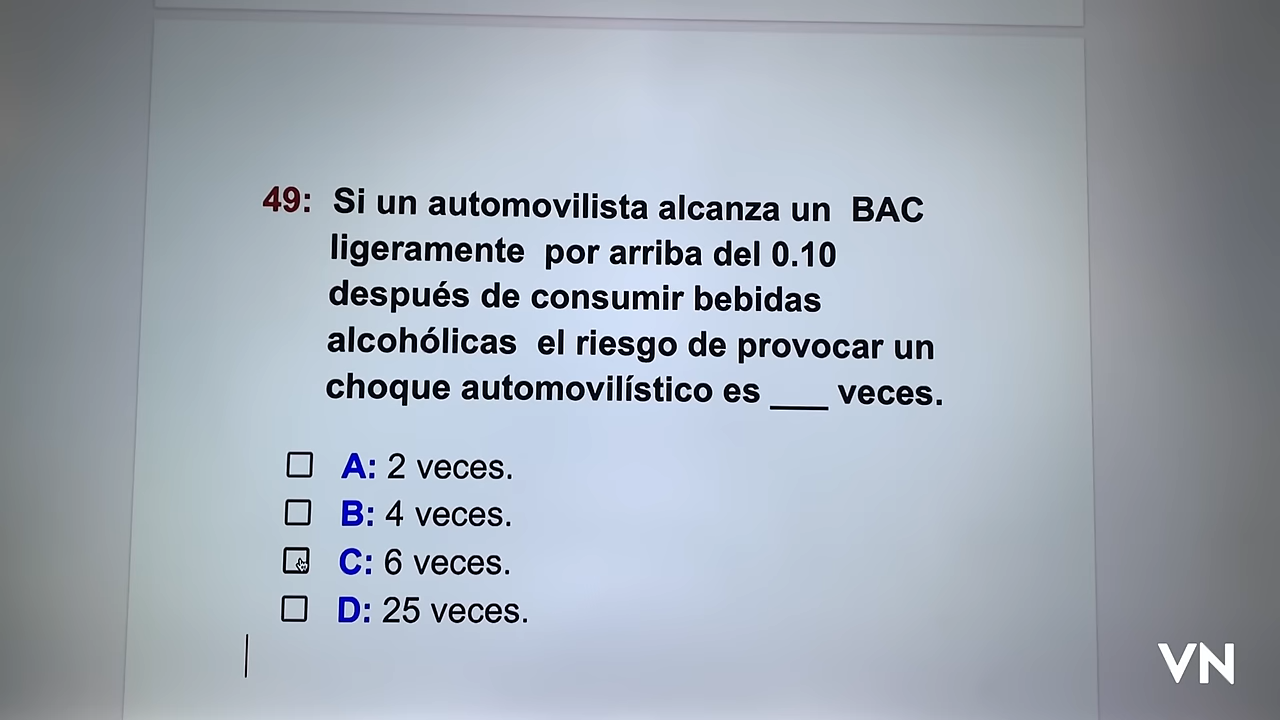 49: Si un automovilista alcanza un BAC
ligeramente por arriba del 0.10
después de consumir bebidas
alcohólicas el riesgo de provocar un
choque automovilístico es ___ veces.
A: 2 veces.
B: 4 veces.
C: 6 veces.
D: 25 veces.
VN